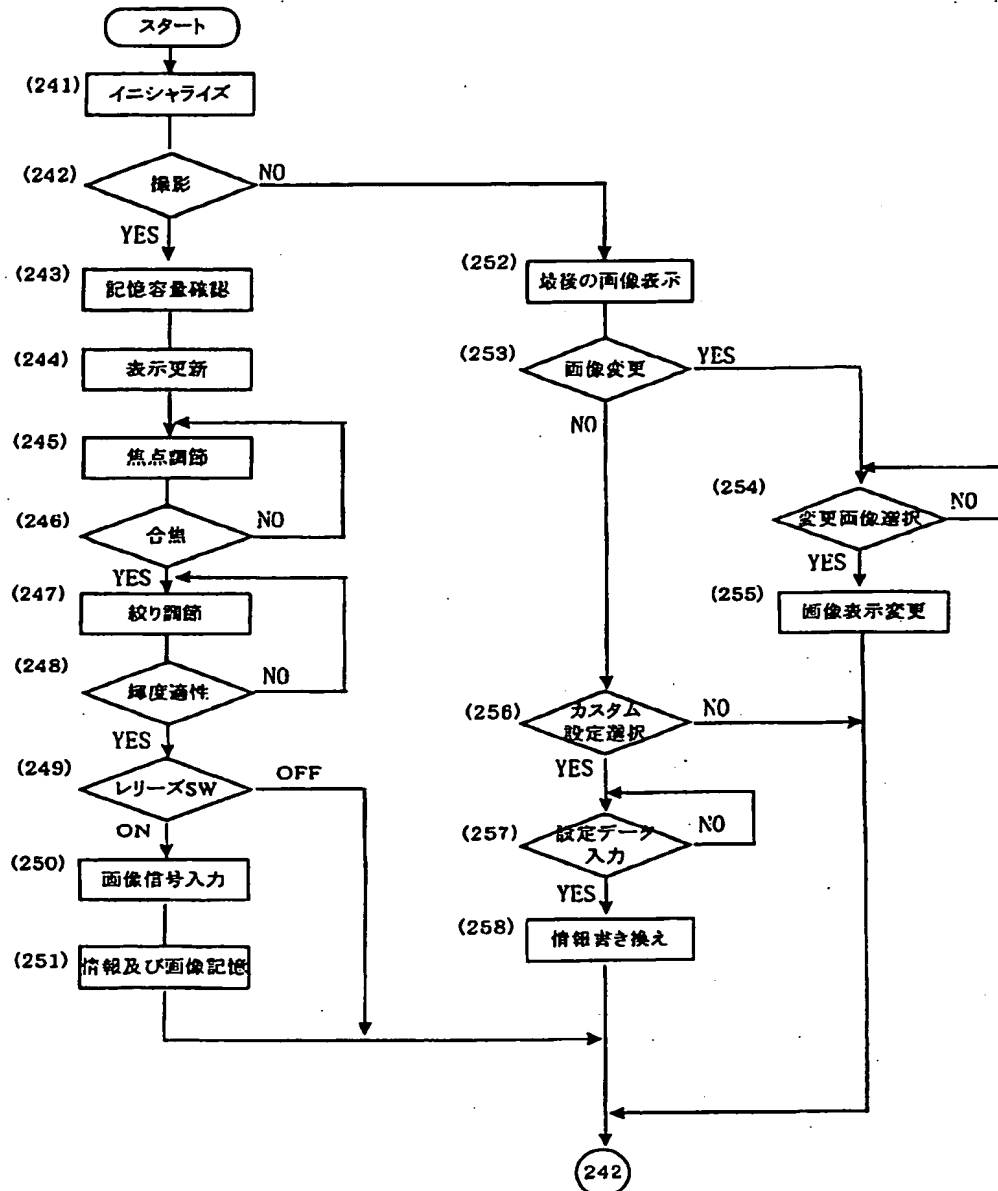 スタート
(241)
イニシャライズ
(242)
撮影
NO
YES
(243)
記憶容量確認
(244)
表示更新
(245)
焦点調節
(246)
合焦
NO
YES
(247)
絞り調節
(248)
輝度適性
NO
YES
(249)
レリーズSW
OFF
ON
(250)
画像信号入力
(251)
情報及び画像記憶
(252)
最後の画像表示
(253)
画像変更
YES
NO
(254)
変更画像選択
NO
YES
(255)
画像表示変更
(256)
カスタム
設定選択
NO
YES
(257)
設定データ
入力
NO
YES
(258)
情報書き換え
242